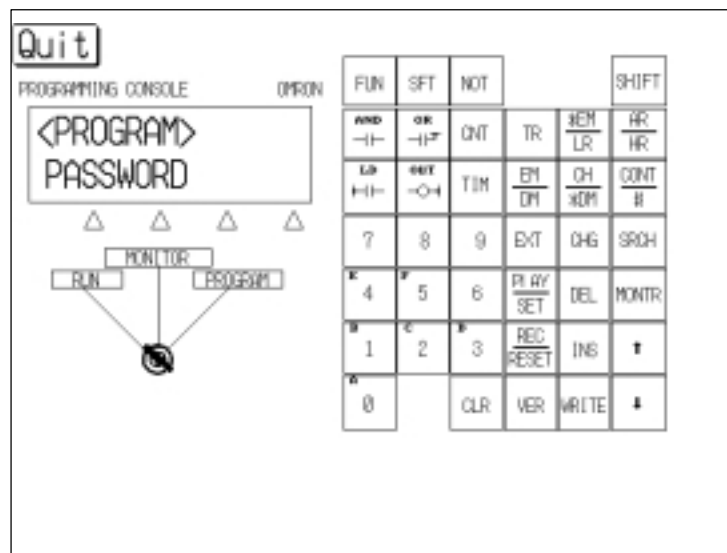 Quit
PROGRAMMING CONSOLE OMRON
<PROGRAM>
PASSWORD
MONITOR
RUN PROGRAM
FUN SFT NOT SHIFT
AND OR CNT TR *EM LR AR HR
LD OUT TIM EM DM CH *DM CONT #
7 8 9 EXT CHG SRCH
E 4 F 5 6 PLAY SET DEL MONTR
B 1 C 2 D 3 REC RESET INS ↑
A 0 CLR VER WRITE ↓